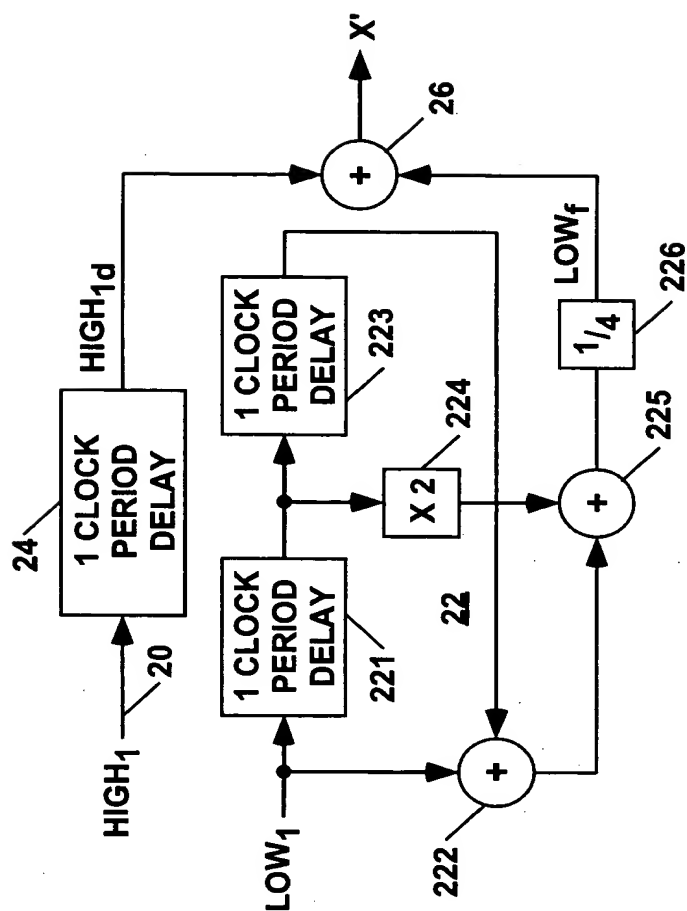 HIGH₁
20
24
1 CLOCK
PERIOD
DELAY
HIGH₁d
LOW₁
1 CLOCK
PERIOD
DELAY
221
1 CLOCK
PERIOD
DELAY
223
X 2
224
22
+
222
+
225
1/4
226
LOWf
+
26
X'